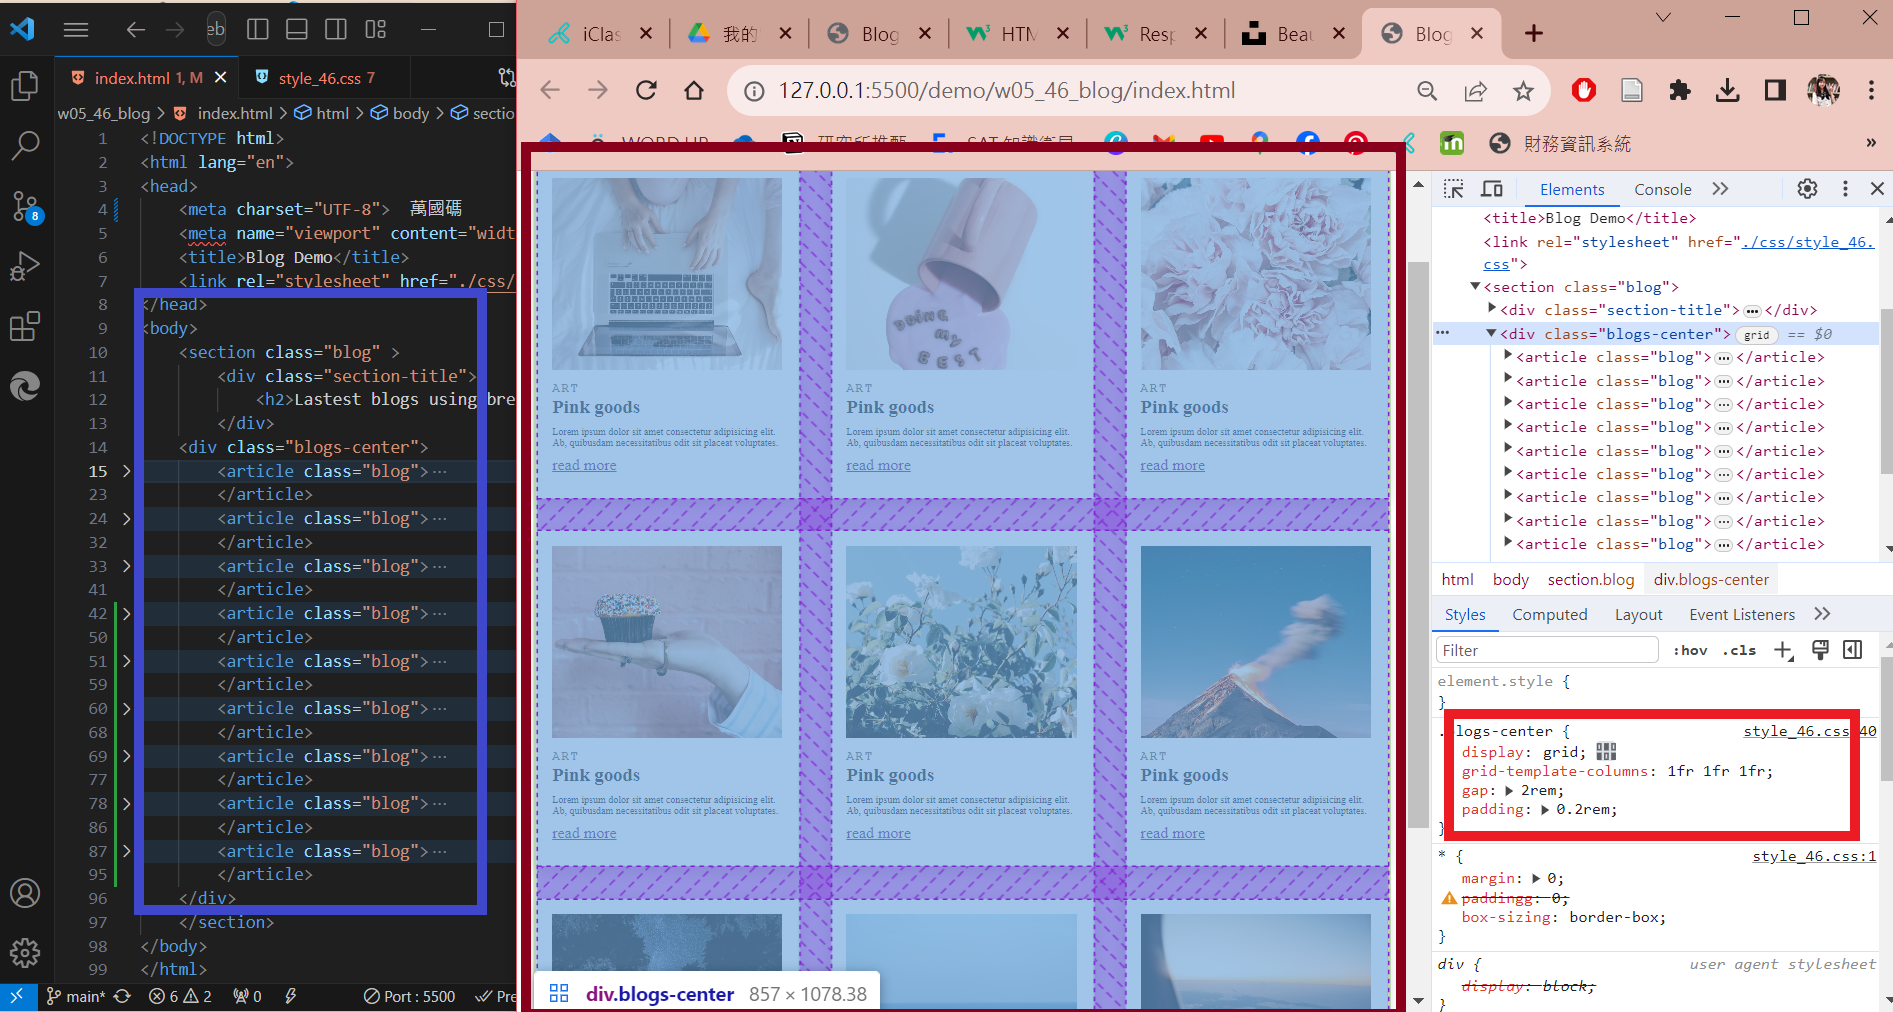 eb
index.html 1, M
style_46.css 7
w05_46_blog > index.html > html > body > sectio
1 <!DOCTYPE html>
2 <html lang="en">
3 <head>
4 <meta charset="UTF-8"> 萬國碼
5 <meta name="viewport" content="widt
6 <title>Blog Demo</title>
7 <link rel="stylesheet" href="./css/
8 </head>
9 <body>
10 <section class="blog" >
11 <div class="section-title">
12 <h2>Lastest blogs using bre
13 </div>
14 <div class="blogs-center">
15 <article class="blog">…
23 </article>
24 <article class="blog">…
32 </article>
33 <article class="blog">…
41 </article>
42 <article class="blog">…
50 </article>
51 <article class="blog">…
59 </article>
60 <article class="blog">…
68 </article>
69 <article class="blog">…
77 </article>
78 <article class="blog">…
86 </article>
87 <article class="blog">…
95 </article>
96 </div>
97 </section>
98 </body>
99 </html>
8
main* 6 2 0 Port : 5500 Pre
iClas
我的
Blog
HTM
Resp
Beau
Blog
127.0.0.1:5500/demo/w05_46_blog/index.html
WORD UP
研究所推甄
SAT 知識衛星
財務資訊系統
»
DOING
MY
BEST
ART
Pink goods
Lorem ipsum dolor sit amet consectetur adipisicing elit.
Ab, quibusdam necessitatibus odit sit placeat voluptates.
read more
ART
Pink goods
Lorem ipsum dolor sit amet consectetur adipisicing elit.
Ab, quibusdam necessitatibus odit sit placeat voluptates.
read more
ART
Pink goods
Lorem ipsum dolor sit amet consectetur adipisicing elit.
Ab, quibusdam necessitatibus odit sit placeat voluptates.
read more
ART
Pink goods
Lorem ipsum dolor sit amet consectetur adipisicing elit.
Ab, quibusdam necessitatibus odit sit placeat voluptates.
read more
ART
Pink goods
Lorem ipsum dolor sit amet consectetur adipisicing elit.
Ab, quibusdam necessitatibus odit sit placeat voluptates.
read more
ART
Pink goods
Lorem ipsum dolor sit amet consectetur adipisicing elit.
Ab, quibusdam necessitatibus odit sit placeat voluptates.
read more
div.blogs-center 857 × 1078.38
Elements Console »
<title>Blog Demo</title>
<link rel="stylesheet" href="./css/style_46.
css">
<section class="blog">
<div class="section-title">…</div>
<div class="blogs-center"> grid == $0
<article class="blog">…</article>
<article class="blog">…</article>
<article class="blog">…</article>
<article class="blog">…</article>
<article class="blog">…</article>
<article class="blog">…</article>
<article class="blog">…</article>
<article class="blog">…</article>
<article class="blog">…</article>
html body section.blog div.blogs-center
Styles Computed Layout Event Listeners »
Filter :hov .cls
element.style {
}
.blogs-center { style_46.css:40
display: grid;
grid-template-columns: 1fr 1fr 1fr;
gap: 2rem;
padding: 0.2rem;
}
* { style_46.css:1
margin: 0;
paddingg: 0;
box-sizing: border-box;
}
div { user agent stylesheet
display: block;
}